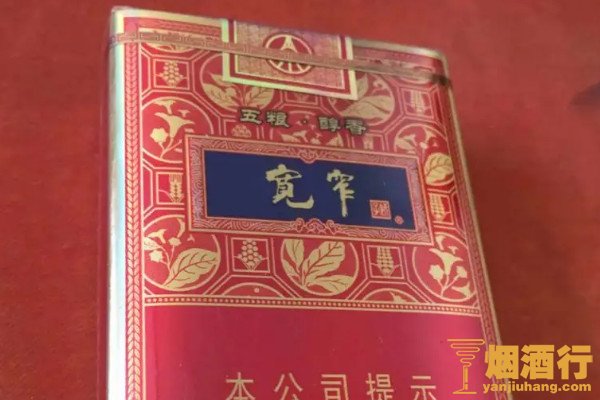 五粮·醇香
宽窄
本公司提示
烟酒行
yanjiuhang.com